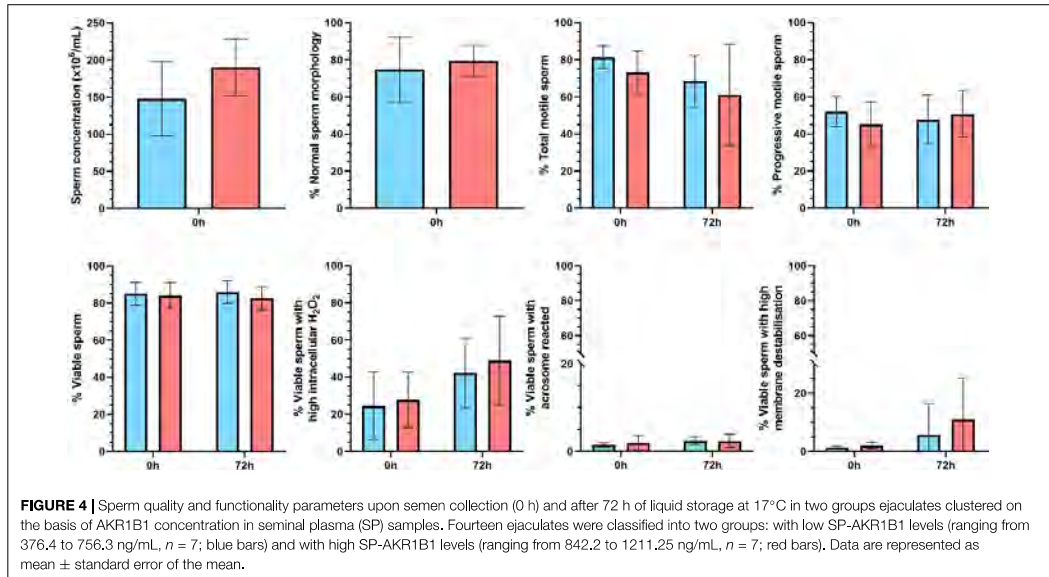 Sperm concentration (x10⁶/mL)
250
200
150
100
50
0
0h
% Normal sperm morphology
100
80
60
40
20
0
0h
% Total motile sperm
100
80
60
40
20
0
0h 72h
% Progressive motile sperm
100
80
60
40
20
0
0h 72h
% Viable sperm
100
80
60
40
20
0
0h 72h
% Viable sperm with
high intracellular H₂O₂
100
80
60
40
20
0
0h 72h
% Viable sperm with
acrosome reacted
100
80
60
20
0
0h 72h
% Viable sperm with high
membrane destabilisation
100
80
60
20
0
0h 72h
FIGURE 4 | Sperm quality and functionality parameters upon semen collection (0 h) and after 72 h of liquid storage at 17°C in two groups ejaculates clustered on
the basis of AKR1B1 concentration in seminal plasma (SP) samples. Fourteen ejaculates were classified into two groups: with low SP-AKR1B1 levels (ranging from
376.4 to 756.3 ng/mL, n = 7; blue bars) and with high SP-AKR1B1 levels (ranging from 842.2 to 1211.25 ng/mL, n = 7; red bars). Data are represented as
mean ± standard error of the mean.